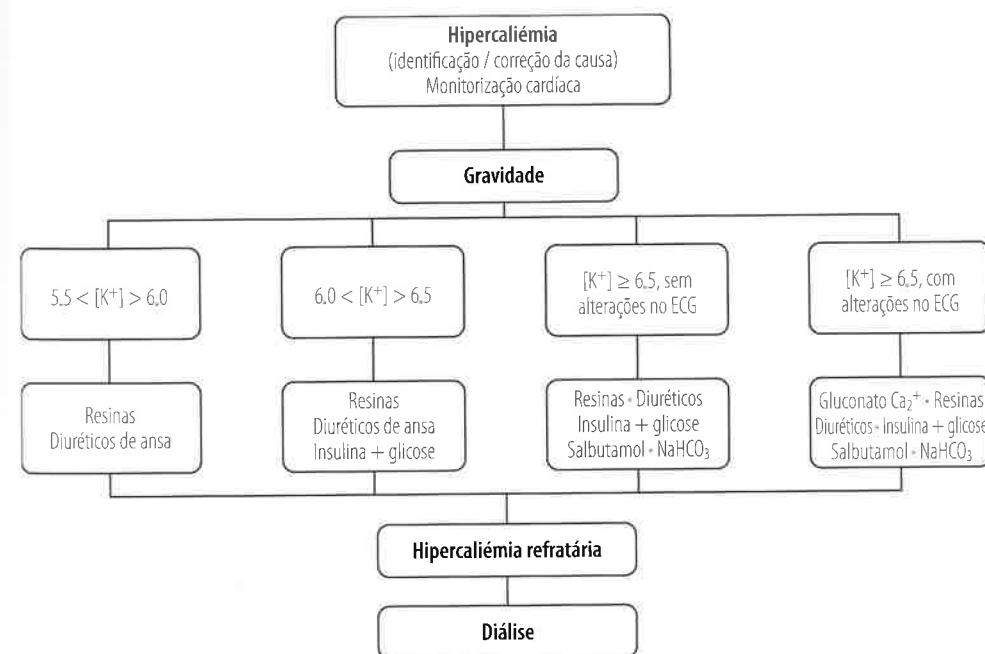 Hipercaliémia
(identificação / correção da causa)
Monitorização cardíaca
Gravidade
5.5 < [K+] > 6.0
6.0 < [K+] > 6.5
[K+] ≥ 6.5, sem
alterações no ECG
[K+] ≥ 6.5, com
alterações no ECG
Resinas
Diuréticos de ansa
Resinas
Diuréticos de ansa
Insulina + glicose
Resinas • Diuréticos
Insulina + glicose
Salbutamol • NaHCO3
Gluconato Ca2+ • Resinas
Diuréticos • Insulina + glicose
Salbutamol • NaHCO3
Hipercaliémia refratária
Diálise